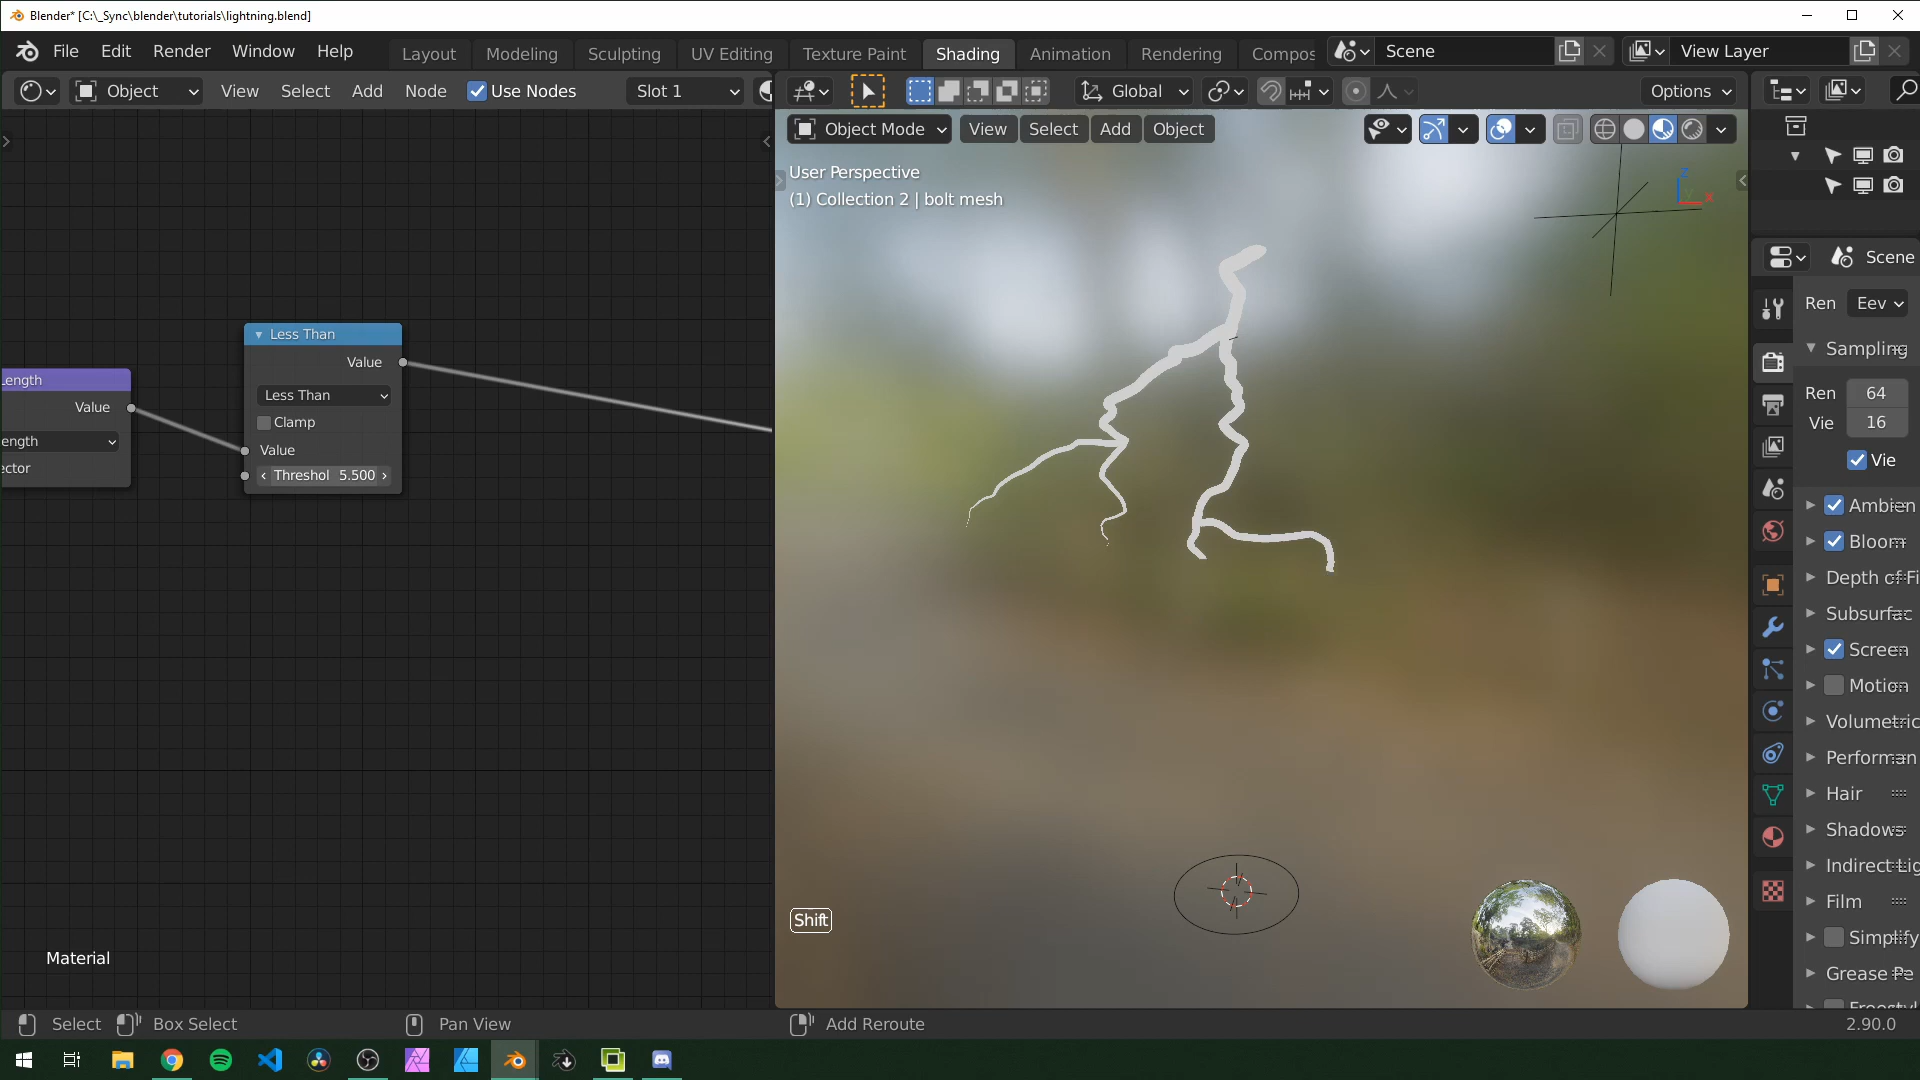 Blender* [C:\_Sync\blender\tutorials\lightning.blend]
File Edit Render Window Help
Layout Modeling Sculpting UV Editing Texture Paint Shading Animation Rendering Compos
Scene
View Layer
Object View Select Add Node Use Nodes Slot 1
Global
Options
Object Mode View Select Add Object
User Perspective
(1) Collection 2 | bolt mesh
Z
Y
X
Less Than
Value
Less Than
Clamp
Value
Threshol 5.500
Length
Value
ength
ector
Material
Shift
Scene
Ren Eev
Sampling
Ren 64
Vie 16
Vie
Ambien
Bloom
Depth of Fi
Subsurfac
Screen
Motion
Volumetric
Performan
Hair
Shadows
Indirect Lig
Film
Simplify
Grease Pe
Freestyl
Select Box Select Pan View Add Reroute 2.90.0